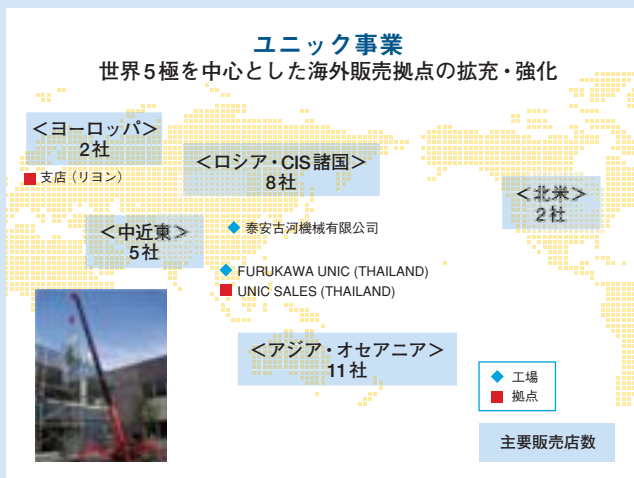 ユニック事業
世界5極を中心とした海外販売拠点の拡充・強化
<ヨーロッパ>
2社
支店（リヨン）
<ロシア・CIS諸国>
8社
<北米>
2社
<中近東>
5社
泰安古河機械有限公司
FURUKAWA UNIC (THAILAND)
UNIC SALES (THAILAND)
<アジア・オセアニア>
11社
工場
拠点
主要販売店数